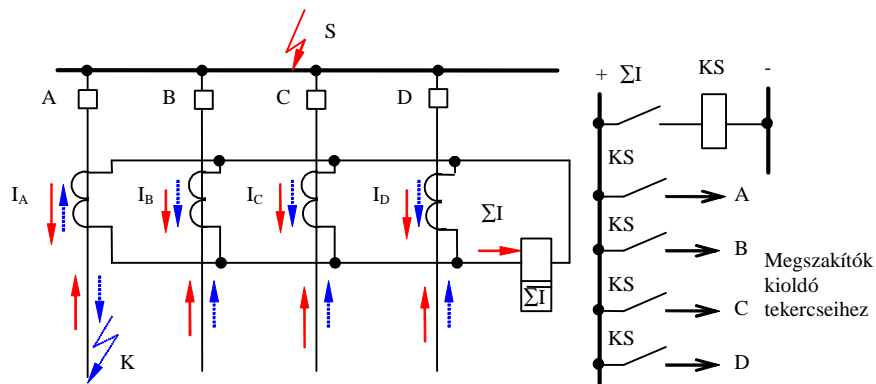 S
+ ΣI KS -
A B C D
KS
I_A I_B I_C I_D
ΣI
A
KS
B
Megszakítók
kioldó
tekercseihez
ΣI
KS
C
KS
K
D